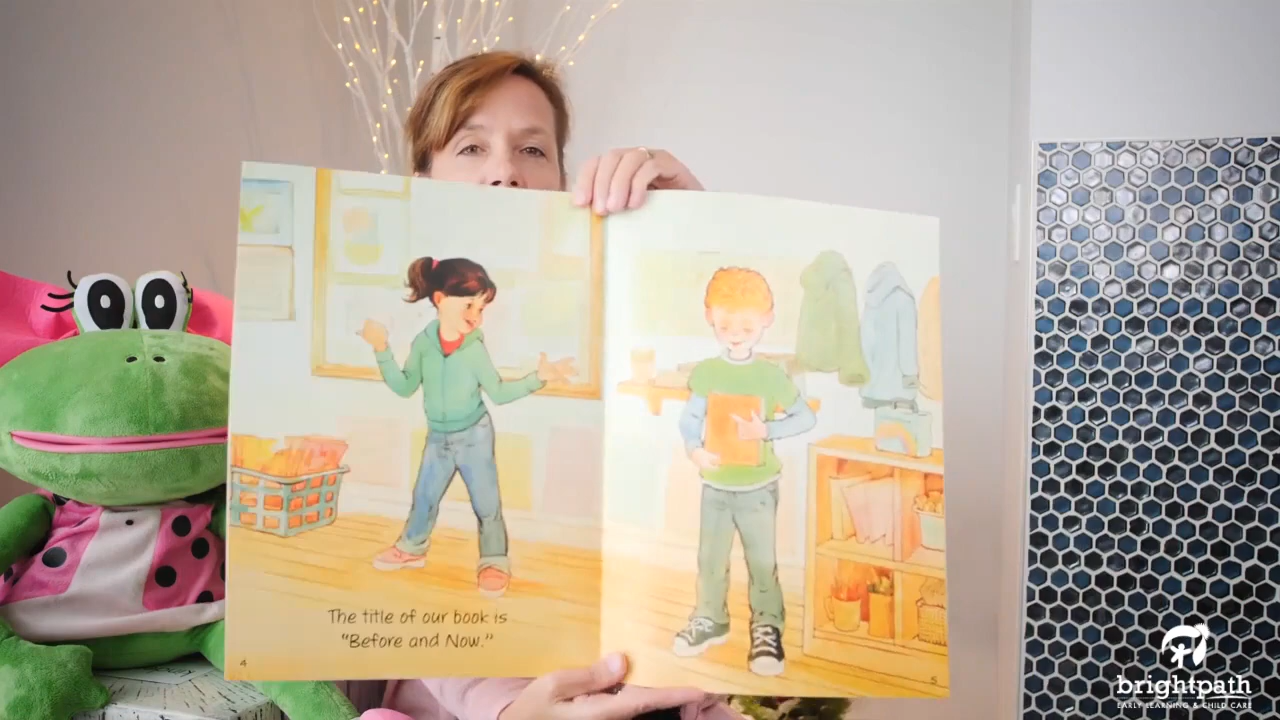 The title of our book is
"Before and Now."
4
5
brightpath
EARLY LEARNING & CHILD CARE